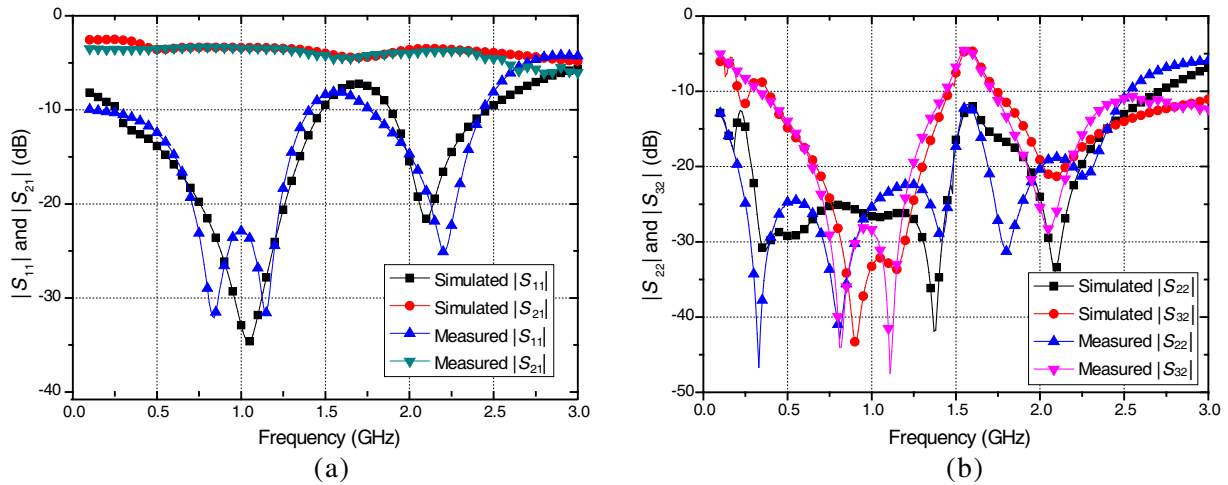 0
-10
-20
-30
-40
0.0 0.5 1.0 1.5 2.0 2.5 3.0
|S11| and |S21| (dB)
Frequency (GHz)
Simulated |S11|
Simulated |S21|
Measured |S11|
Measured |S21|
(a)
0
-10
-20
-30
-40
-50
0.0 0.5 1.0 1.5 2.0 2.5 3.0
|S22| and |S32| (dB)
Frequency (GHz)
Simulated |S22|
Simulated |S32|
Measured |S22|
Measured |S32|
(b)